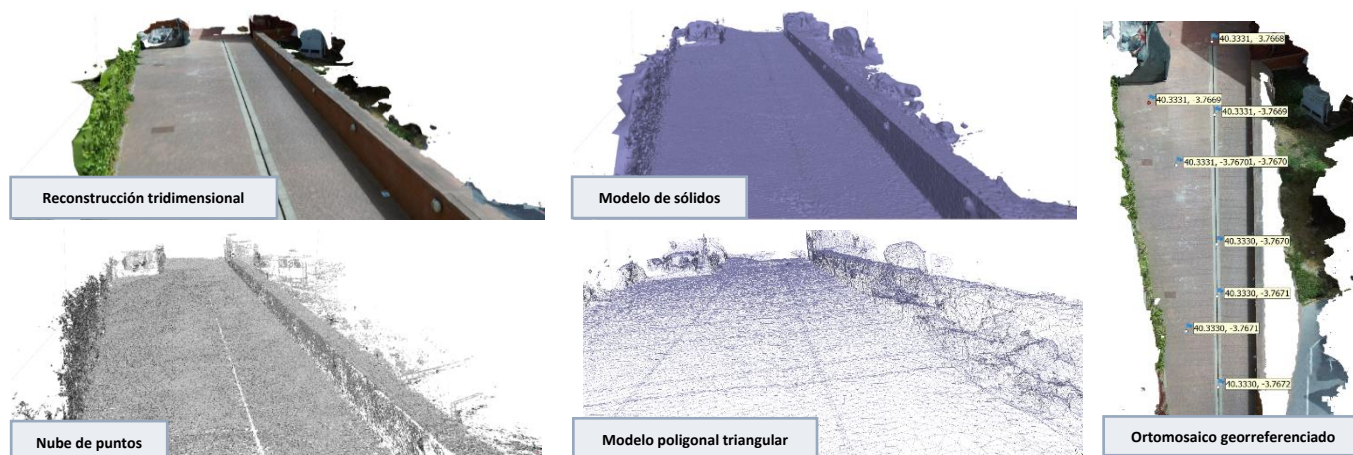 Reconstrucción tridimensional
Modelo de sólidos
Nube de puntos
Modelo poligonal triangular
40.3331, -3.7668
40.3331, -3.7669
40.3331, -3.7669
40.3331, -3.76701, -3.7670
40.3330, -3.7670
40.3330, -3.7671
40.3330, -3.7671
40.3330, -3.7672
Ortomosaico georreferenciado